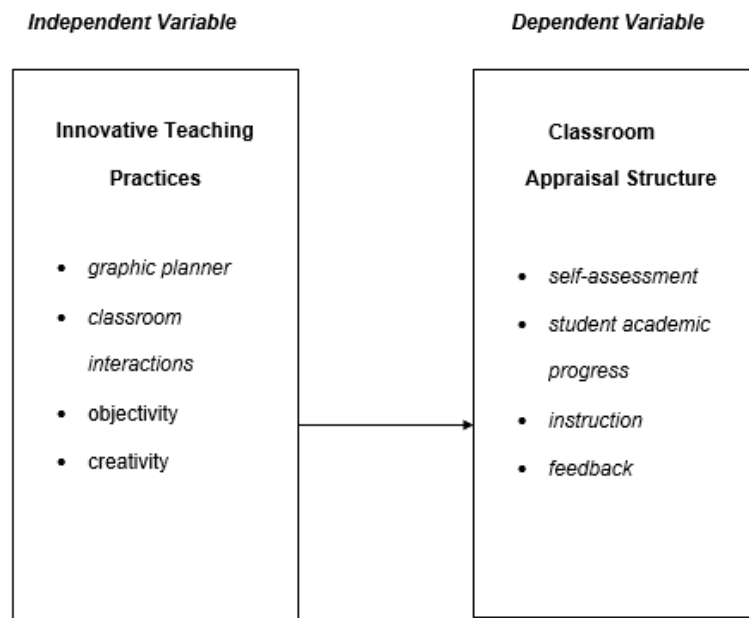 Independent Variable
Dependent Variable
Innovative Teaching
Practices
• graphic planner
• classroom
interactions
• objectivity
• creativity
Classroom
Appraisal Structure
• self-assessment
• student academic
progress
• instruction
• feedback